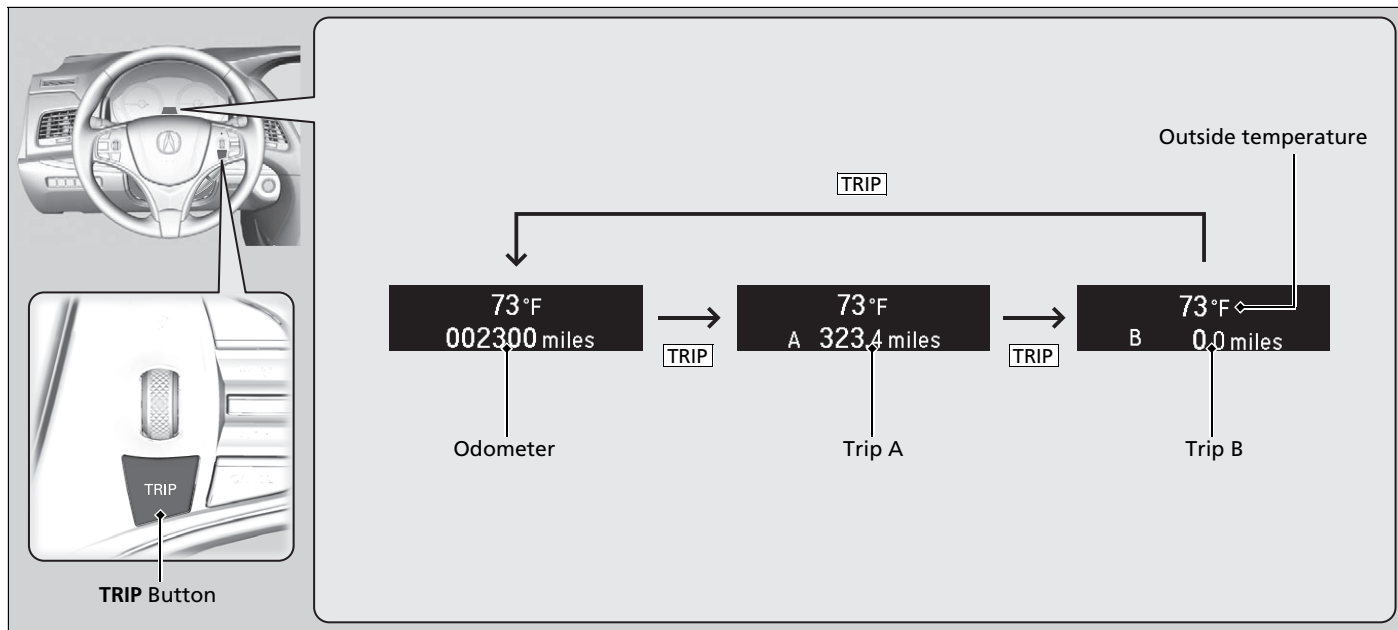 Outside temperature
TRIP
73°F
002300 miles
TRIP
73°F
A 323.4 miles
TRIP
73°F
B 0.0 miles
Odometer
Trip A
Trip B
TRIP
TRIP Button